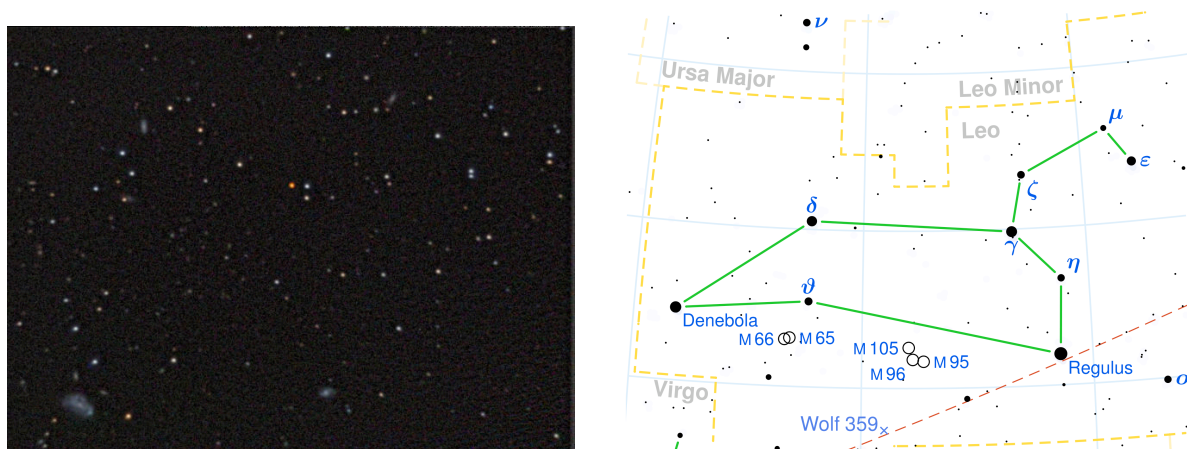 ν
Ursa Major
Leo Minor
Leo
μ
ε
ζ
δ
γ
η
ϑ
Denebola
M 66
M 65
M 105
M 95
M 96
Regulus
Virgo
ο
Wolf 359